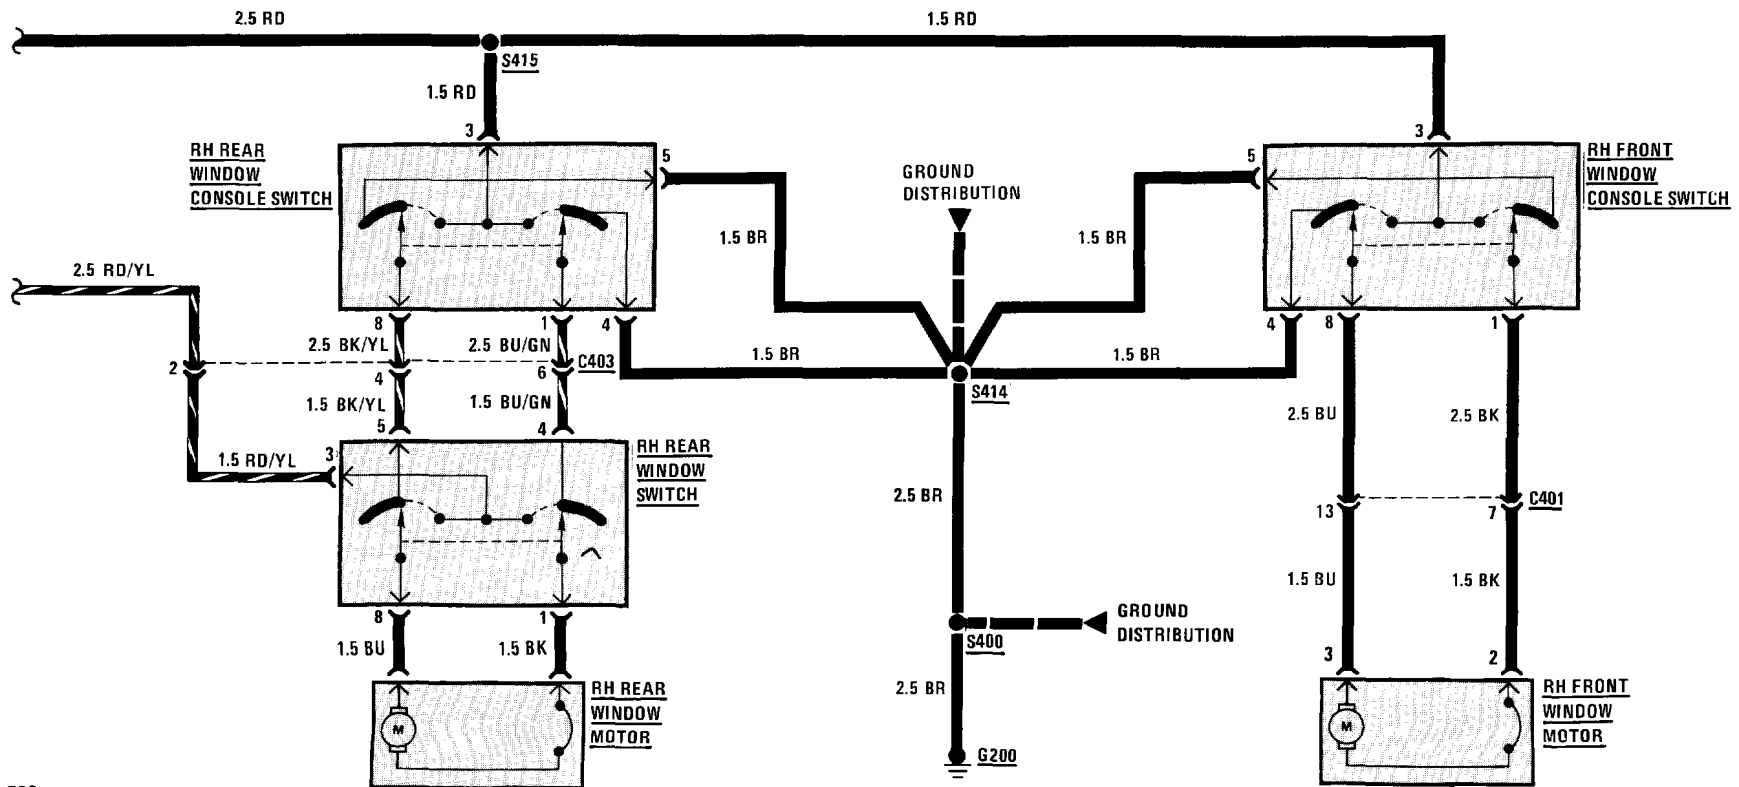 2.5 RD
1.5 RD
S415
1.5 RD
3
3
RH REAR
WINDOW
CONSOLE SWITCH
5
GROUND
DISTRIBUTION
5
RH FRONT
WINDOW
CONSOLE SWITCH
1.5 BR
1.5 BR
2.5 RD/YL
8
1
4
4
8
1
2.5 BK/YL
2.5 BU/GN
C403
1.5 BR
1.5 BR
2
4
6
S414
1.5 BK/YL
1.5 BU/GN
2.5 BU
2.5 BK
5
4
1.5 RD/YL
3
RH REAR
WINDOW
SWITCH
2.5 BR
C401
13
7
8
1
1.5 BU
1.5 BK
GROUND
DISTRIBUTION
S400
1.5 BU
1.5 BK
3
2
2.5 BR
RH REAR
WINDOW
MOTOR
RH FRONT
WINDOW
MOTOR
M
M
G200